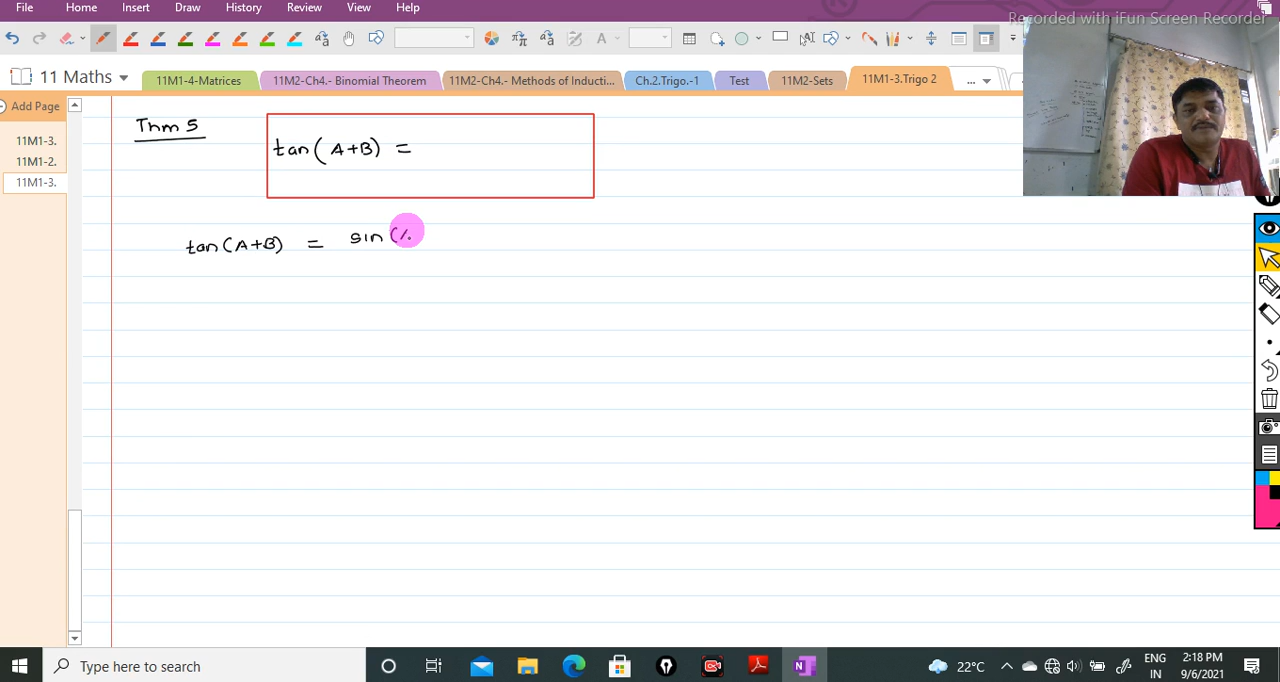 File Home Insert Draw History Review View Help
Recorded with iFun Screen Recorder
11 Maths 11M1-4-Matrices 11M2-Ch4.- Binomial Theorem 11M2-Ch4.- Methods of Inducti... Ch.2.Trigo.-1 Test 11M2-Sets 11M1-3.Trigo 2 ...
Add Page
11M1-3.
11M1-2.
11M1-3.
Thm 5
tan(A+B) =
tan(A+B) = sin (
Type here to search
22°C
ENG
IN
2:18 PM
9/6/2021